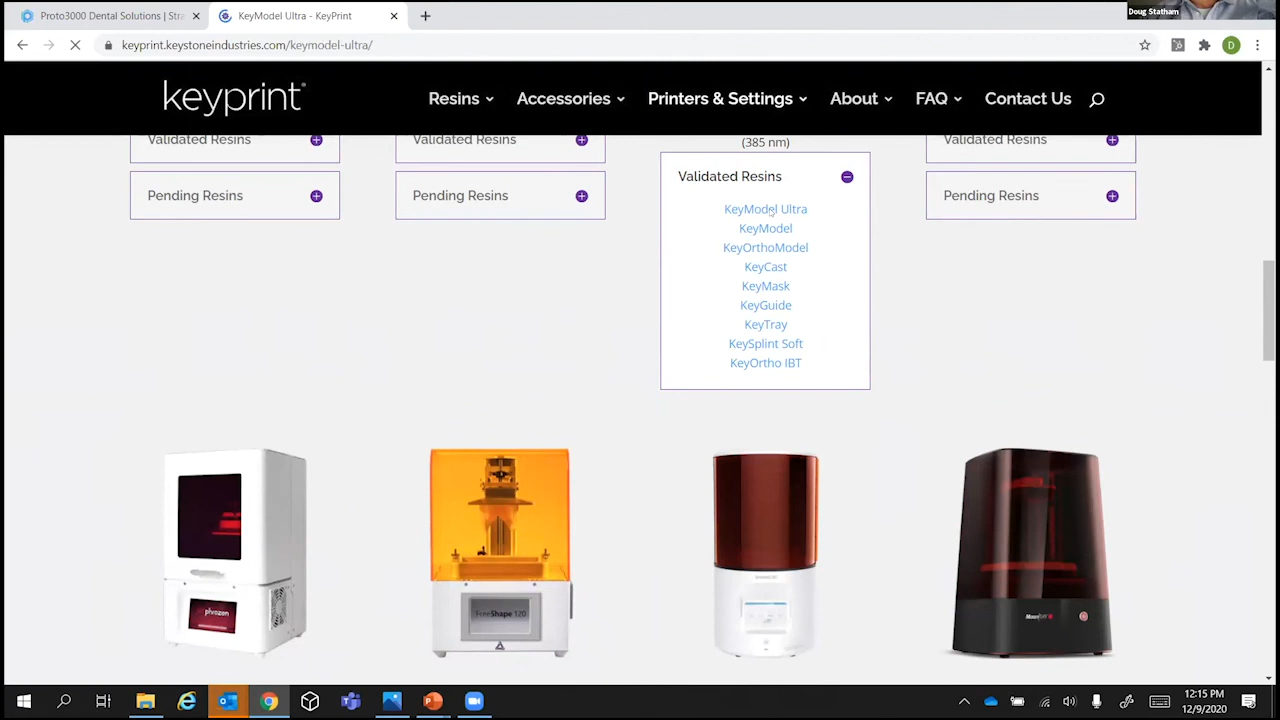 Proto3000 Dental Solutions | Stra
KeyModel Ultra - KeyPrint
Doug Statham
keyprint.keystoneindustries.com/keymodel-ultra/
D
keyprint®
Resins
Accessories
Printers & Settings
About
FAQ
Contact Us
(385 nm)
Validated Resins
Validated Resins
Validated Resins
Validated Resins
Pending Resins
Pending Resins
Pending Resins
KeyModel Ultra
KeyModel
KeyOrthoModel
KeyCast
KeyMask
KeyGuide
KeyTray
KeySplint Soft
KeyOrtho IBT
phrozen
FreeShape 120
12:15 PM
12/9/2020